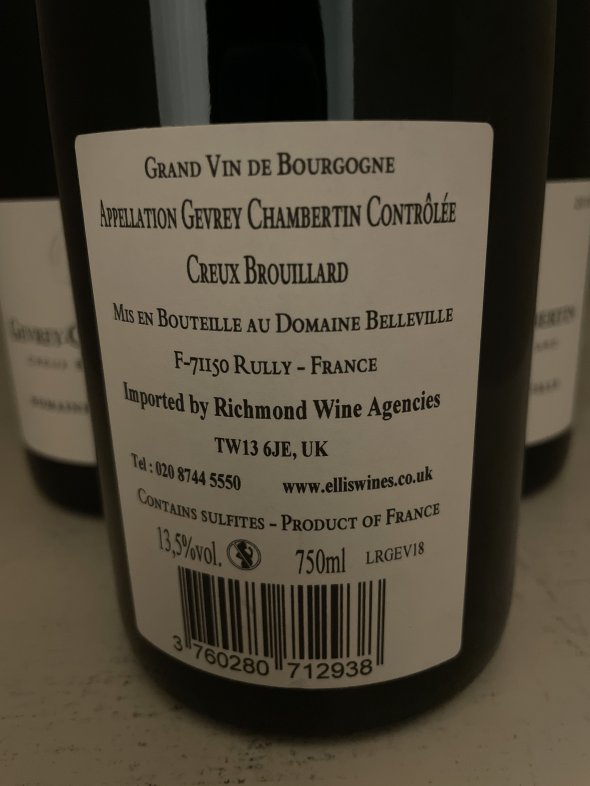 GRAND VIN DE BOURGOGNE
APPELLATION GEVREY CHAMBERTIN CONTRÔLÉE
CREUX BROUILLARD
MIS EN BOUTEILLE AU DOMAINE BELLEVILLE
F-71150 RULLY - FRANCE
Imported by Richmond Wine Agencies
TW13 6JE, UK
Tel : 020 8744 5550 www.elliswines.co.uk
CONTAINS SULFITES - PRODUCT OF FRANCE
13,5%vol. 750ml LRGEV18
3 760280 712938